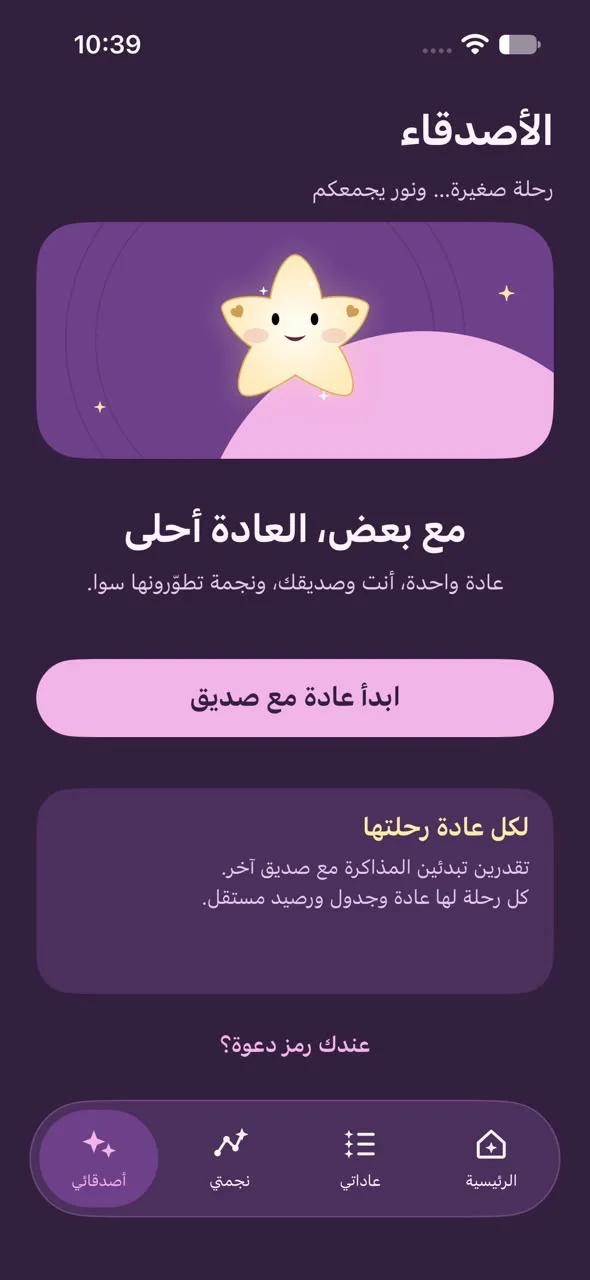 10:39
الأصدقاء
رحلة صغيرة... ونور يجمعكم
مع بعض، العادة أحلى
عادة واحدة، أنت وصديقك، ونجمة تطوّرونها سوا.
ابدأ عادة مع صديق
لكل عادة رحلتها
تقدرين تبدئين المذاكرة مع صديق آخر.
كل رحلة لها عادة وجدول ورصيد مستقل.
عندك رمز دعوة؟
الرئيسية
عاداتي
نجمتي
أصدقائي